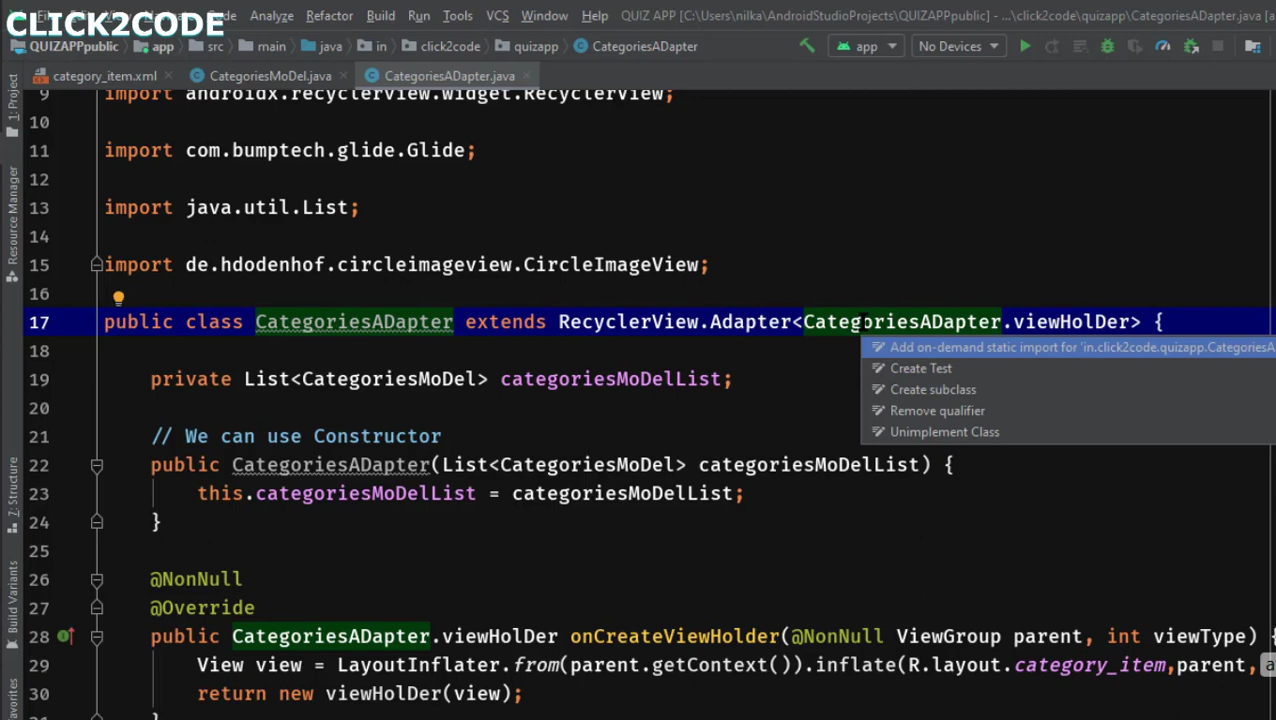 CLICK2CODE
Code Analyze Refactor Build Run Tools VCS Window Help QUIZ APP [C:\Users\nilka\AndroidStudioProjects\QUIZAPPpublic] - ...\click2code\quizapp\CategoriesADapter.java [a
QUIZAPPpublic app src main java in click2code quizapp CategoriesADapter app No Devices
category_item.xml CategoriesMoDel.java CategoriesADapter.java
1: Project
Resource Manager
7: Structure
Build Variants
avorites
9 import androidx.recyclerview.widget.RecyclerView;
10
11 import com.bumptech.glide.Glide;
12
13 import java.util.List;
14
15 import de.hdodenhof.circleimageview.CircleImageView;
16
17 public class CategoriesADapter extends RecyclerView.Adapter<CategoriesADapter.viewHolDer> {
Add on-demand static import for 'in.click2code.quizapp.CategoriesA
Create Test
Create subclass
Remove qualifier
Unimplement Class
18
19 private List<CategoriesMoDel> categoriesMoDelList;
20
21 // We can use Constructor
22 public CategoriesADapter(List<CategoriesMoDel> categoriesMoDelList) {
23 this.categoriesMoDelList = categoriesMoDelList;
24 }
25
26 @NonNull
27 @Override
28 public CategoriesADapter.viewHolDer onCreateViewHolder(@NonNull ViewGroup parent, int viewType) {
29 View view = LayoutInflater.from(parent.getContext()).inflate(R.layout.category_item,parent, a
30 return new viewHolDer(view);